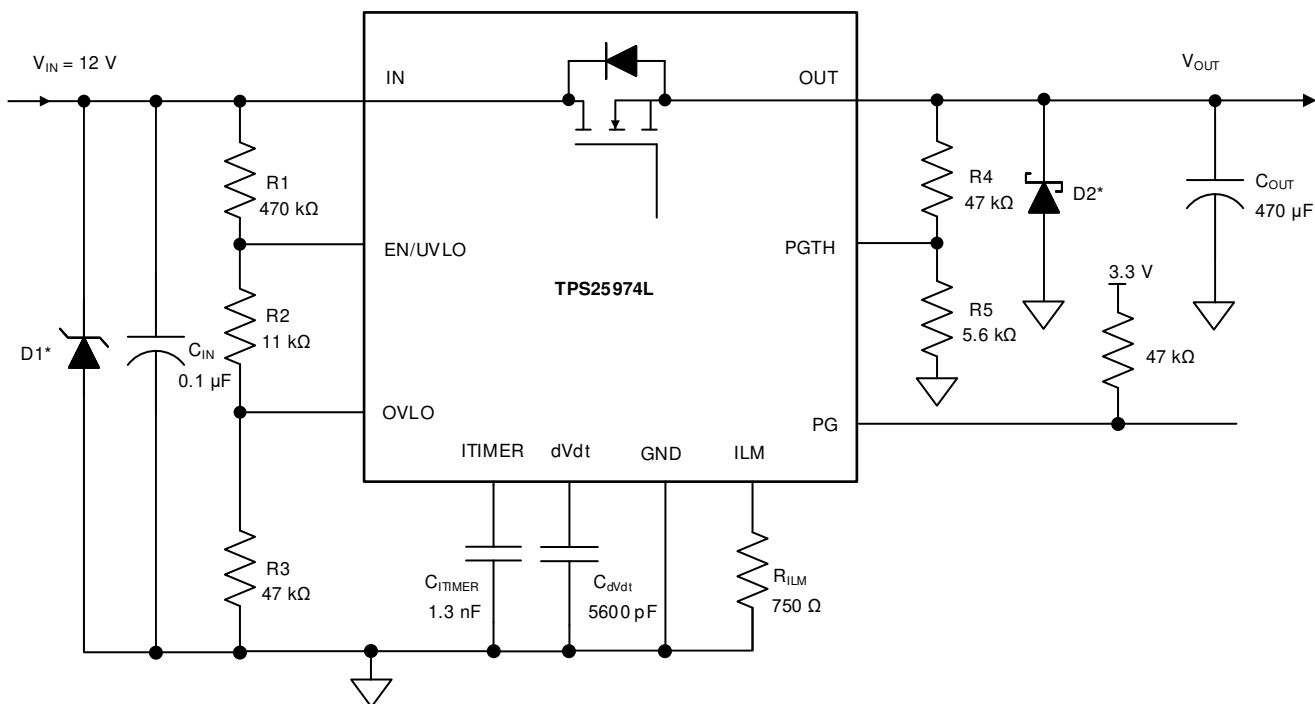 V_IN = 12 V
IN
OUT
V_OUT
R1
470 kΩ
R4
47 kΩ
D2*
C_OUT
470 µF
EN/UVLO
PGTH
TPS25974L
3.3 V
R2
11 kΩ
R5
5.6 kΩ
D1*
C_IN
0.1 µF
47 kΩ
OVLO
PG
ITIMER
dVdt
GND
ILM
R3
47 kΩ
C_ITIMER
1.3 nF
C_dVdt
5600 pF
R_ILM
750 Ω